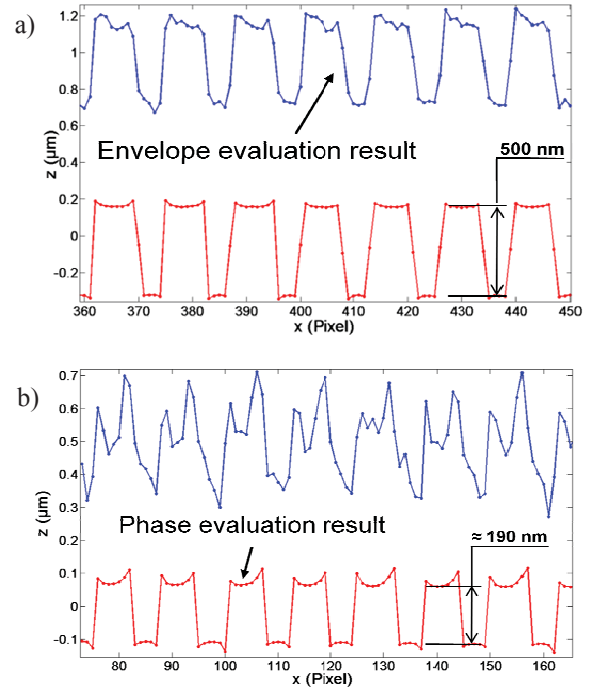 a)
1.2
1
0.8
0.6
0.4
0.2
0
-0.2
z (µm)
Envelope evaluation result
500 nm
360 370 380 390 400 410 420 430 440 450
x (Pixel)
b)
0.7
0.6
0.5
0.4
0.3
0.2
0.1
0
-0.1
z (µm)
Phase evaluation result
≈ 190 nm
80 90 100 110 120 130 140 150 160
x (Pixel)